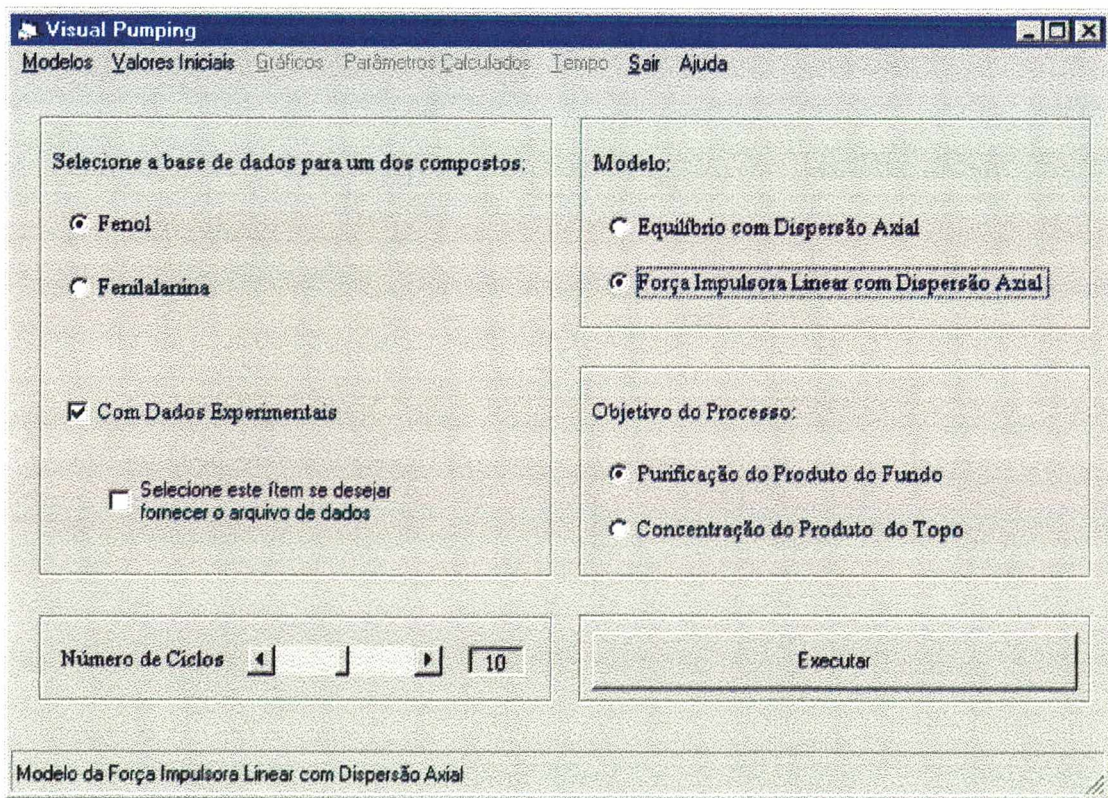 Visual Pumping
Modelos Valores Iniciais Gráficos Parâmetros Calculados Tempo Sair Ajuda
Selecione a base de dados para um dos compostos:
Fenol
Fenilalanina
Com Dados Experimentais
Selecione este ítem se desejar
fornecer o arquivo de dados
Número de Ciclos 10
Modelo:
Equilíbrio com Dispersão Axial
Força Impulsora Linear com Dispersão Axial
Objetivo do Processo:
Purificação do Produto do Fundo
Concentração do Produto do Topo
Executar
Modelo da Força Impulsora Linear com Dispersão Axial